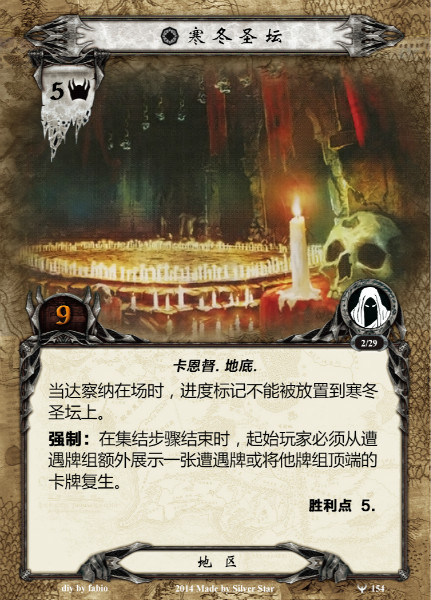 寒冬圣坛
5
9
2/29
卡恩督. 地底.
当达察纳在场时，进度标记不能被放置到寒冬
圣坛上。
强制：在集结步骤结束时，起始玩家必须从遭
遇牌组额外展示一张遭遇牌或将他牌组顶端的
卡牌复生。
胜利点 5.
地 区
diy by fabio
2014 Made by Silver Star
154